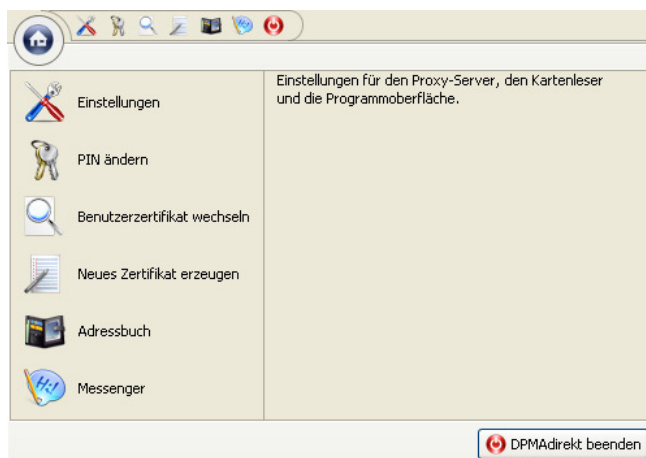 Einstellungen
PIN ändern
Benutzerzertifikat wechseln
Neues Zertifikat erzeugen
Adressbuch
Messenger
Einstellungen für den Proxy-Server, den Kartenleser
und die Programmoberfläche.
DPMAdirekt beenden